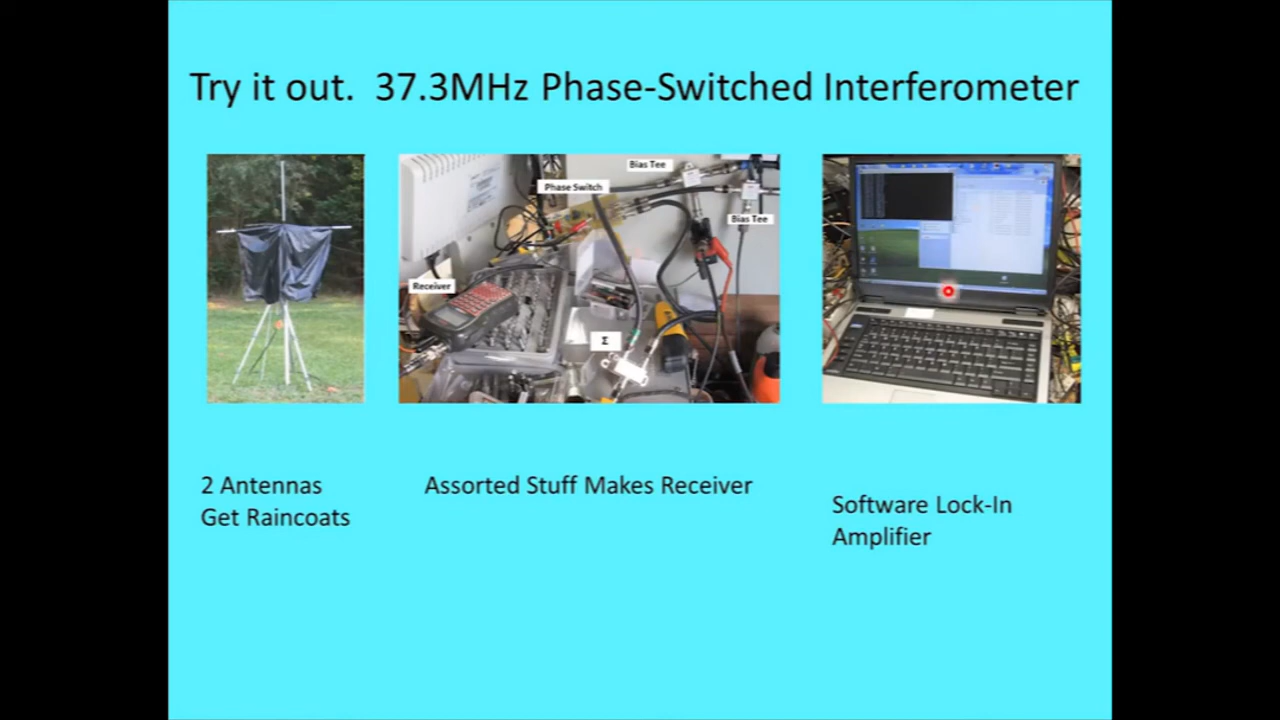 Try it out. 37.3MHz Phase-Switched Interferometer
Bias Tee
Phase Switch
Bias Tee
Receiver
Σ
2 Antennas
Get Raincoats
Assorted Stuff Makes Receiver
Software Lock-In
Amplifier